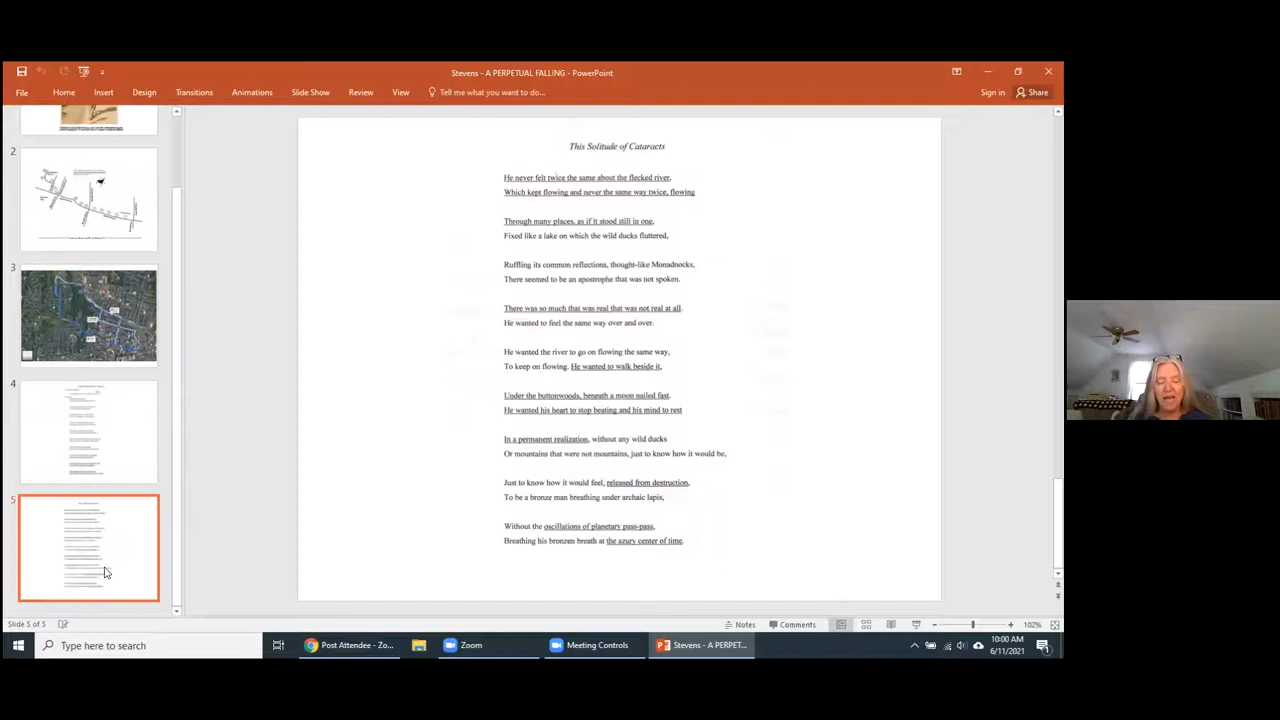 Stevens - A PERPETUAL FALLING - PowerPoint
File Home Insert Design Transitions Animations Slide Show Review View Tell me what you want to do... Sign in Share
2
3
4
5
This Solitude of Cataracts
He never felt twice the same about the flecked river,
Which kept flowing and never the same way twice, flowing
Through many places, as if it stood still in one,
Fixed like a lake on which the wild ducks fluttered,
Ruffling its common reflections, thought-like Monadnocks,
There seemed to be an apostrophe that was not spoken.
There was so much that was real that was not real at all.
He wanted to feel the same way over and over.
He wanted the river to go on flowing the same way,
To keep on flowing. He wanted to walk beside it,
Under the buttonwoods, beneath a moon nailed fast.
He wanted his heart to stop beating and his mind to rest
In a permanent realization, without any wild ducks
Or mountains that were not mountains, just to know how it would be,
Just to know how it would feel, released from destruction,
To be a bronze man breathing under archaic lapis,
Without the oscillations of planetary pass-pass,
Breathing his bronzen breath at the azury center of time.
Slide 5 of 5
Notes Comments 102%
Type here to search Post Attendee - Zo... Zoom Meeting Controls Stevens - A PERPET...
10:00 AM
6/11/2021